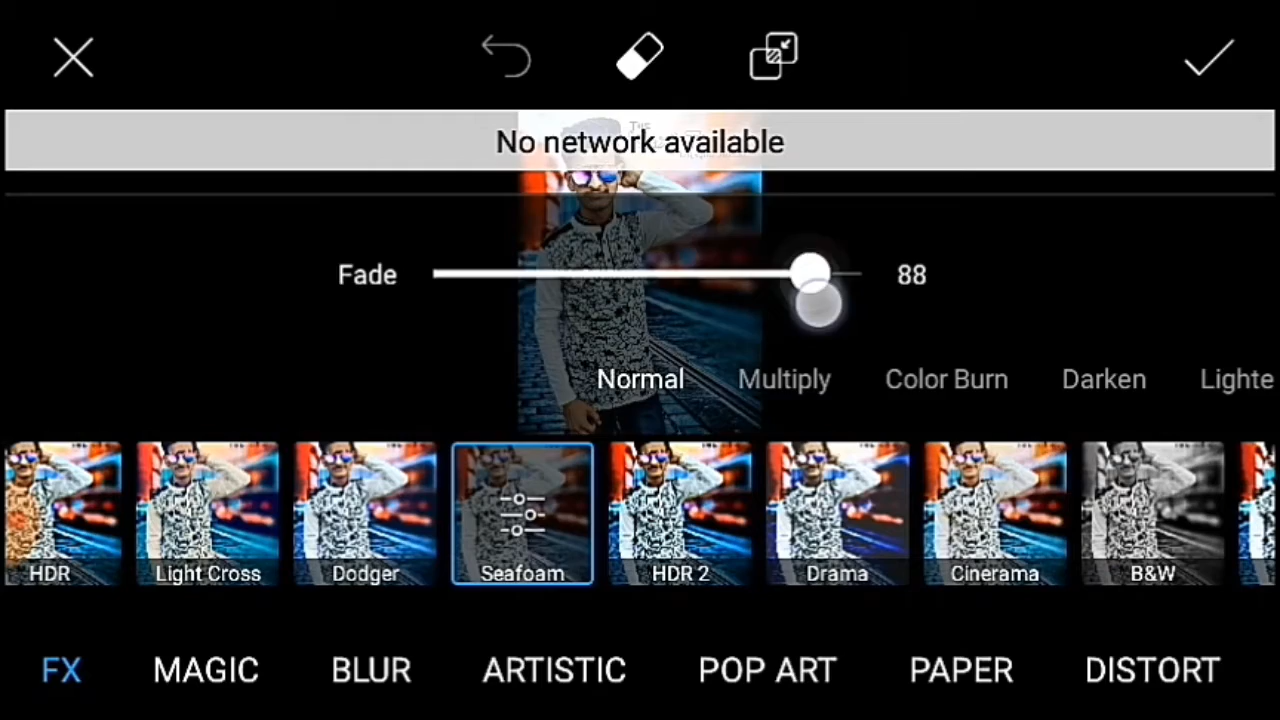 No network available
Fade 88
Normal Multiply Color Burn Darken Lighte
HDR Light Cross Dodger Seafoam HDR 2 Drama Cinerama B&W
FX MAGIC BLUR ARTISTIC POP ART PAPER DISTORT